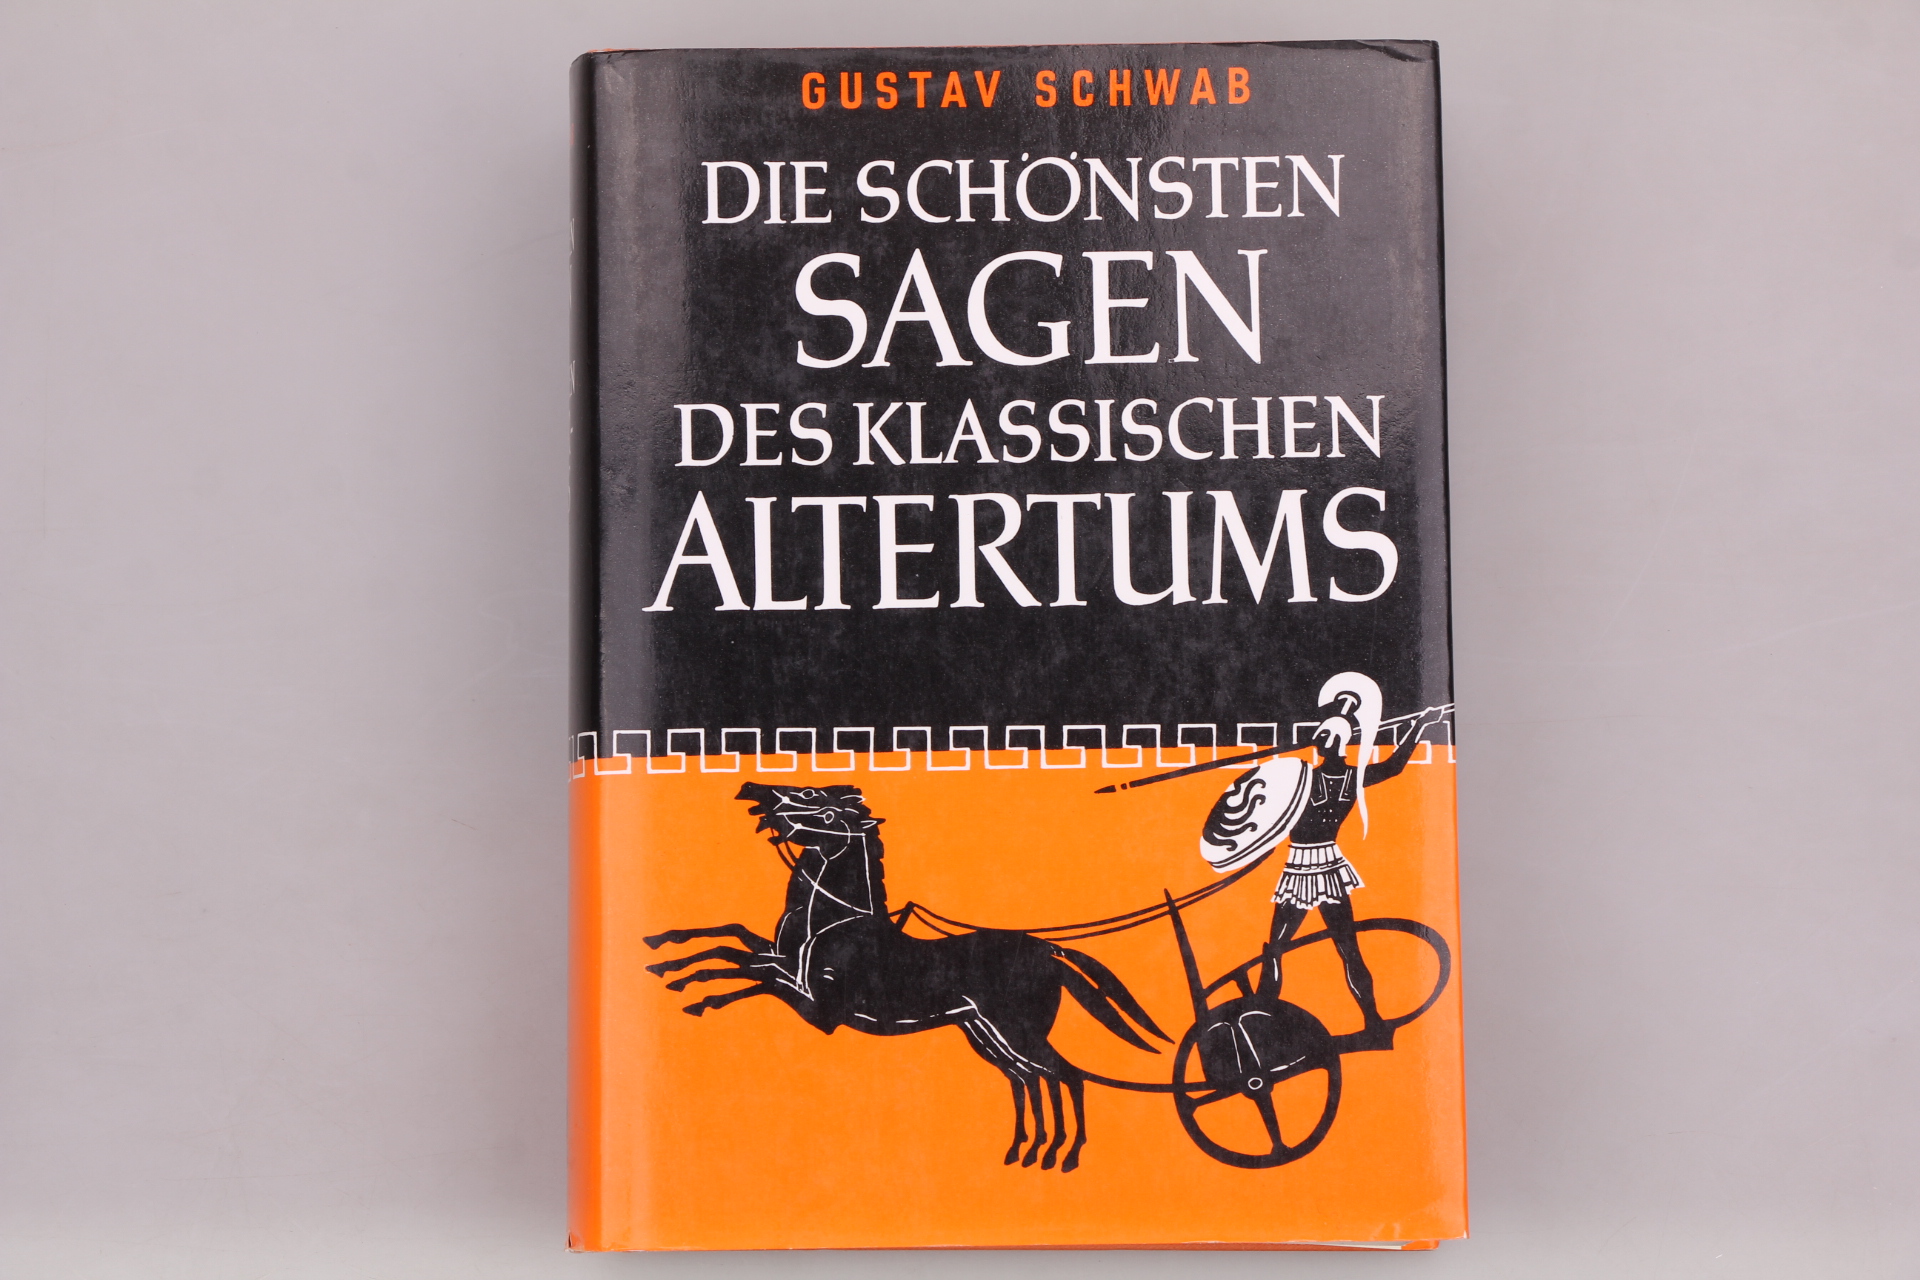 GUSTAV SCHWAB
DIE SCHÖNSTEN
SAGEN
DES KLASSISCHEN
ALTERTUMS